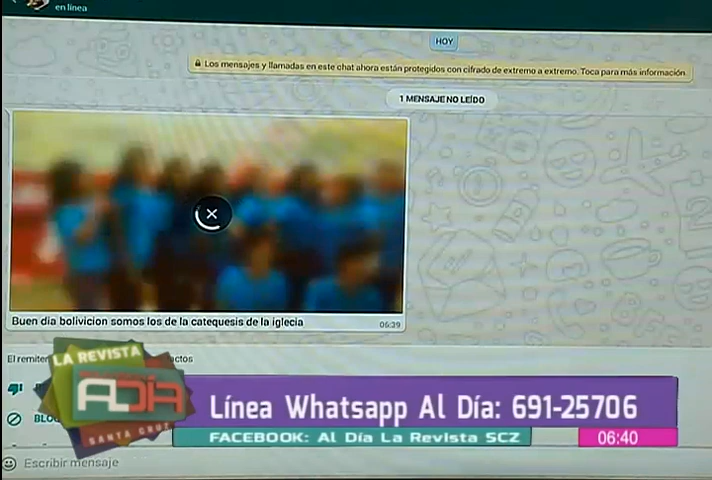 en línea
HOY
Los mensajes y llamadas en este chat ahora están protegidos con cifrado de extremo a extremo. Toca para más información.
1 MENSAJE NO LEÍDO
Buen dia bolivicion somos los de la catequesis de la iglecia
06:39
El remiten
LA REVISTA
AL DÍA
SANTA CRUZ
Línea Whatsapp Al Día: 691-25706
FACEBOOK: Al Día La Revista SCZ
06:40
Escribir mensaje